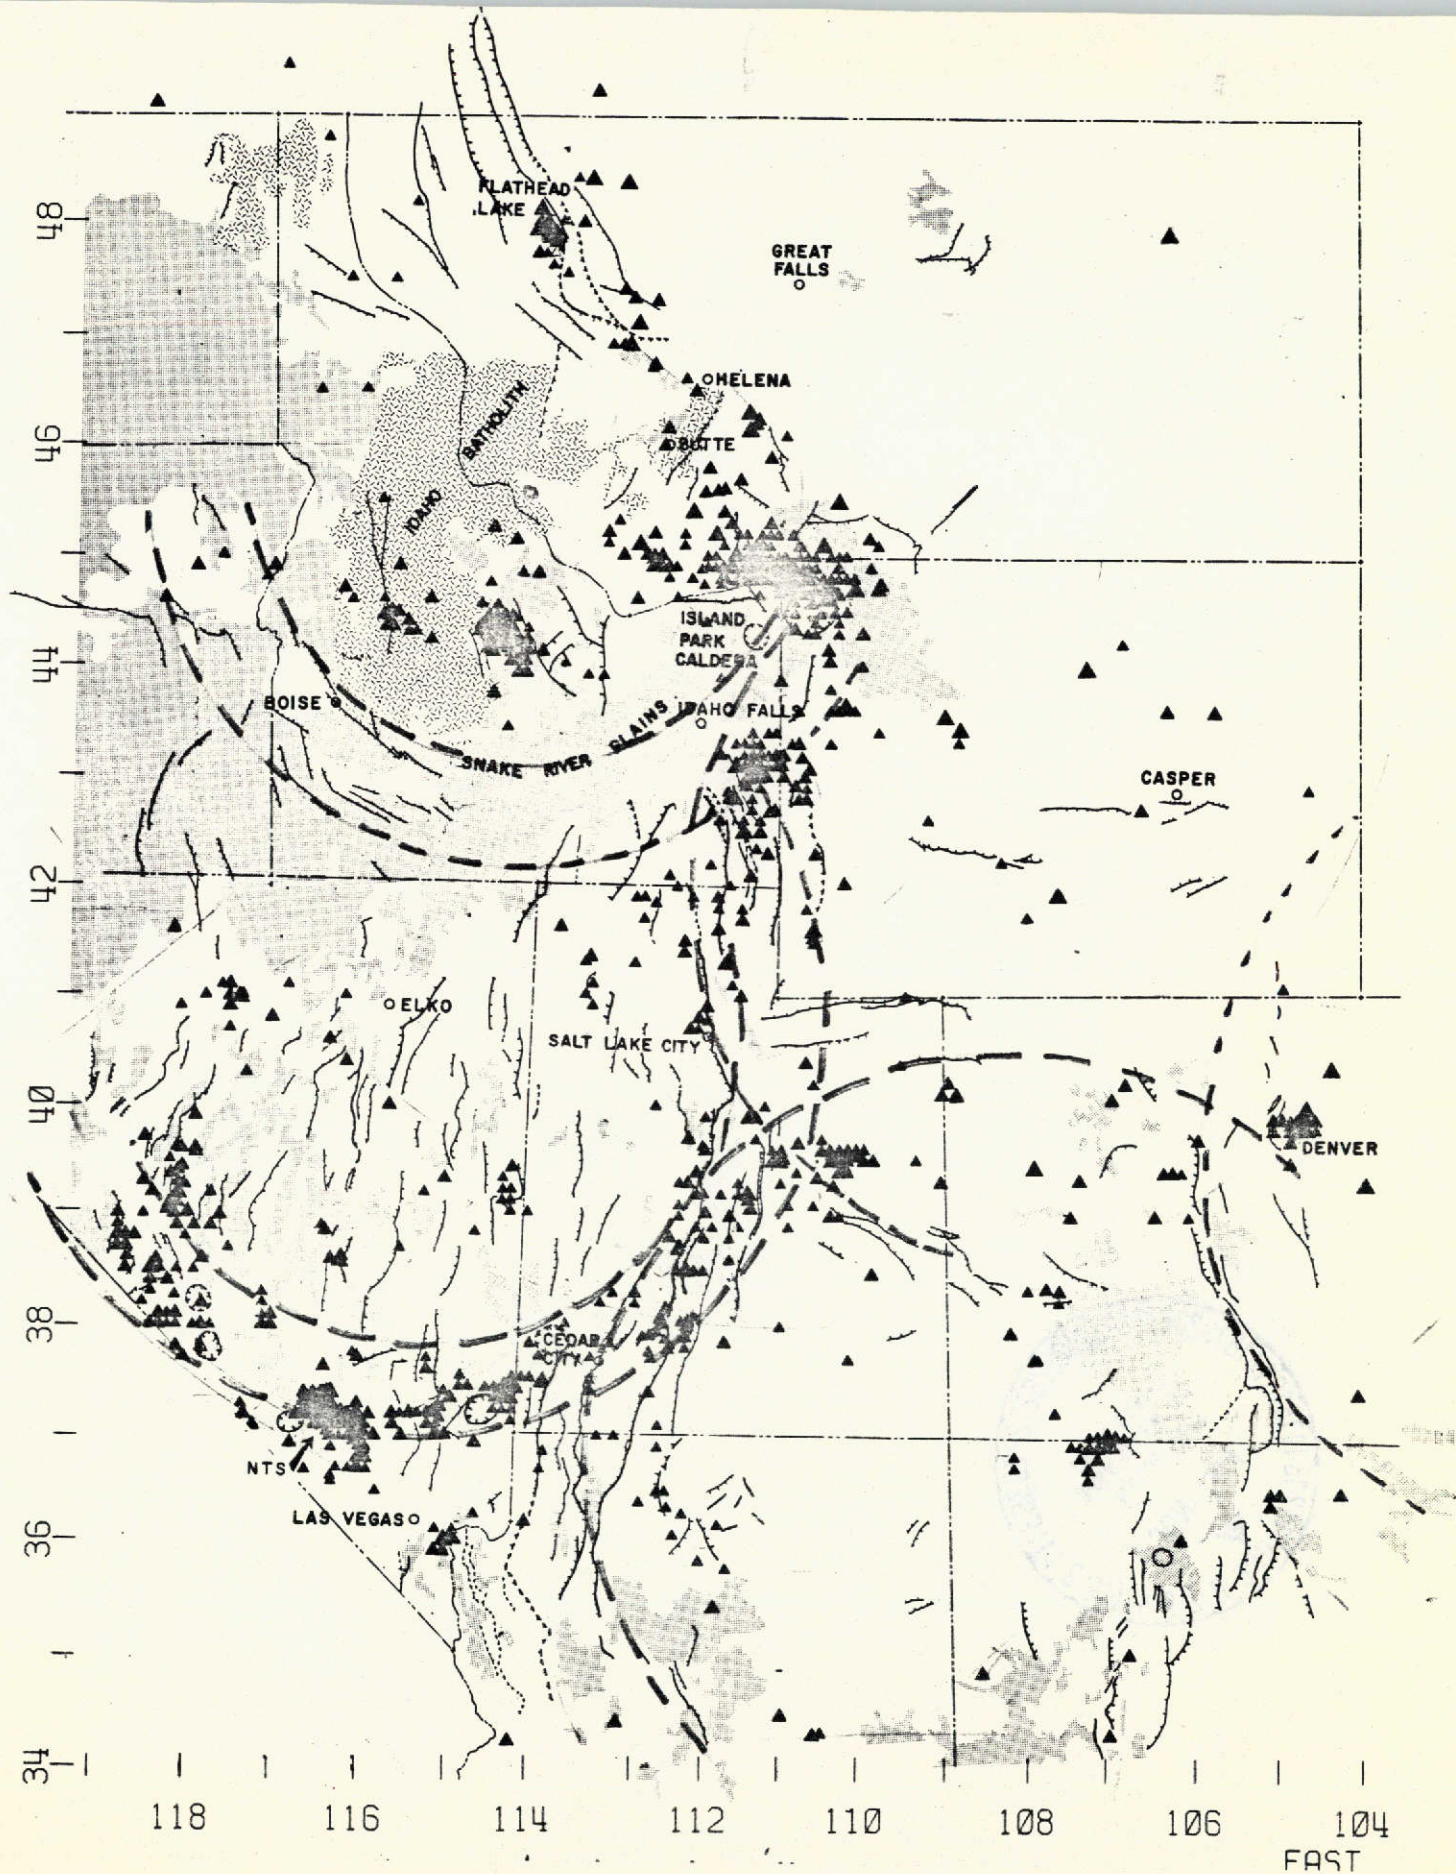 FLATHEAD
LAKE
48
GREAT
FALLS
HELENA
46
BATHOLITH
BUTTE
IDAHO
ISLAND
PARK
CALDERA
44
BOISE
IDAHO FALLS
SNAKE RIVER PLAINS
CASPER
42
ELKO
SALT LAKE CITY
40
DENVER
38
CEDAR
CITY
NTS
LAS VEGAS
36
34
118 116 114 112 110 108 106 104
EAST